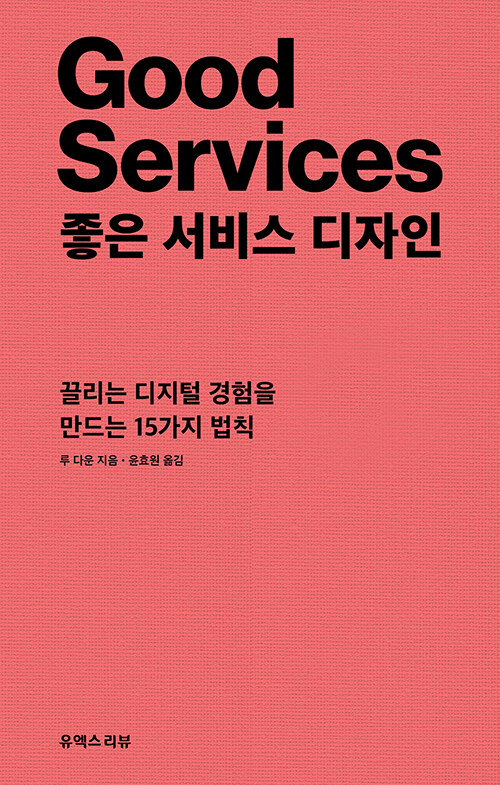 Good
Services
좋은 서비스 디자인
끌리는 디지털 경험을
만드는 15가지 법칙
루 다운 지음 • 윤효원 옮김
유엑스리뷰